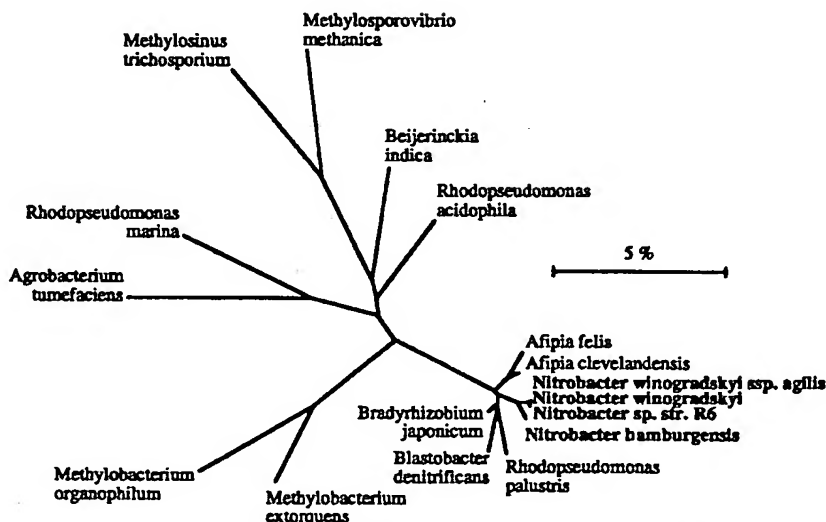 Methylosporovibrio
methanica
Methylosinus
trichosporium
Beijerinckia
indica
Rhodopseudomonas
acidophila
Rhodopseudomonas
marina
5 %
Agrobacterium
tumefaciens
Afipia felis
Afipia clevelandensis
Nitrobacter winogradskyi ssp. agilis
Nitrobacter winogradskyi
Nitrobacter sp. str. R6
Nitrobacter hamburgensis
Bradyrhizobium
japonicum
Blastobacter
denitrificans
Rhodopseudomonas
palustris
Methylobacterium
organophilum
Methylobacterium
extorquens